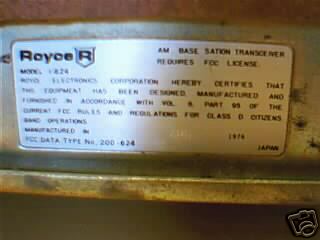 Royce R
AM BASE SATION TRANSCEIVER
REQUIRES FCC LICENSE.
MODEL 1-624
ROYCE ELECTRONICS CORPORATION HEREBY CERTIFIES THAT
THIS EQUIPMENT HAS BEEN DESIGNED, MANUFACTURED AND
FURNISHED IN ACCORDANCE WITH VOL. 6, PART 95 OF THE
CURRENT FCC RULES AND REGULATIONS FOR CLASS D CITIZENS
BAND OPERATIONS.
MANUFACTURED IN 1976
FCC DATA TYPE No. 200-624 JAPAN
ebY